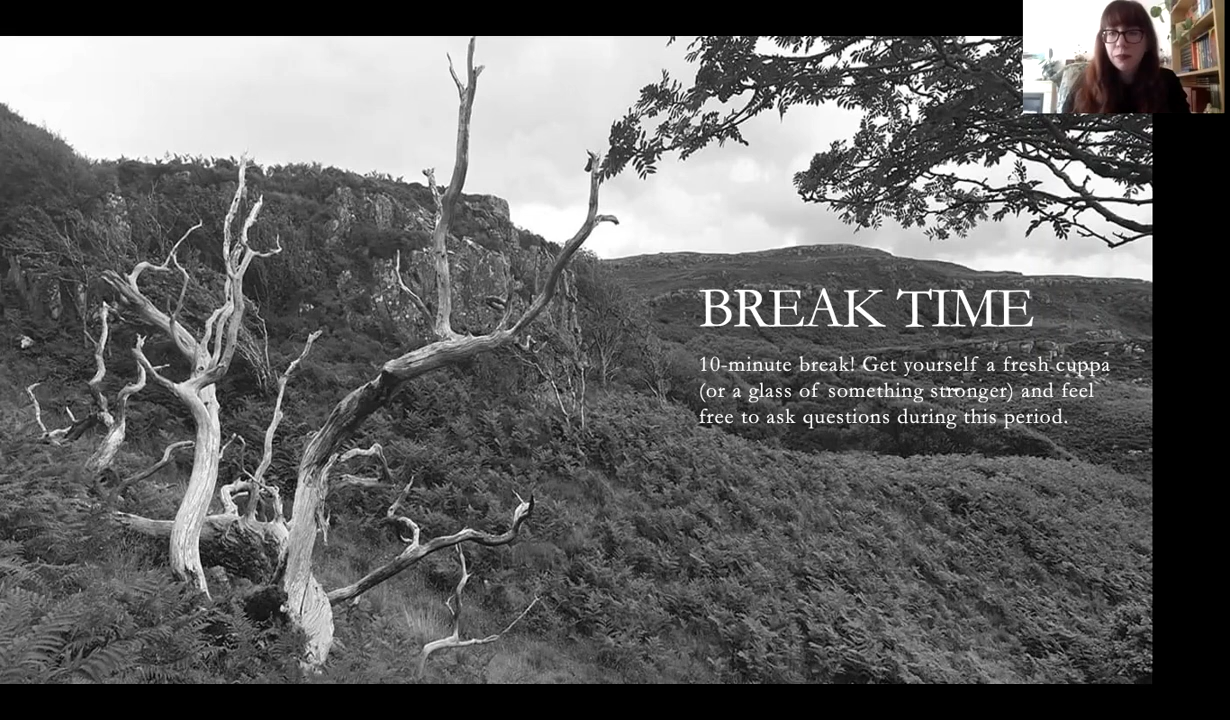 BREAK TIME
10-minute break! Get yourself a fresh cuppa
(or a glass of something stronger) and feel
free to ask questions during this period.